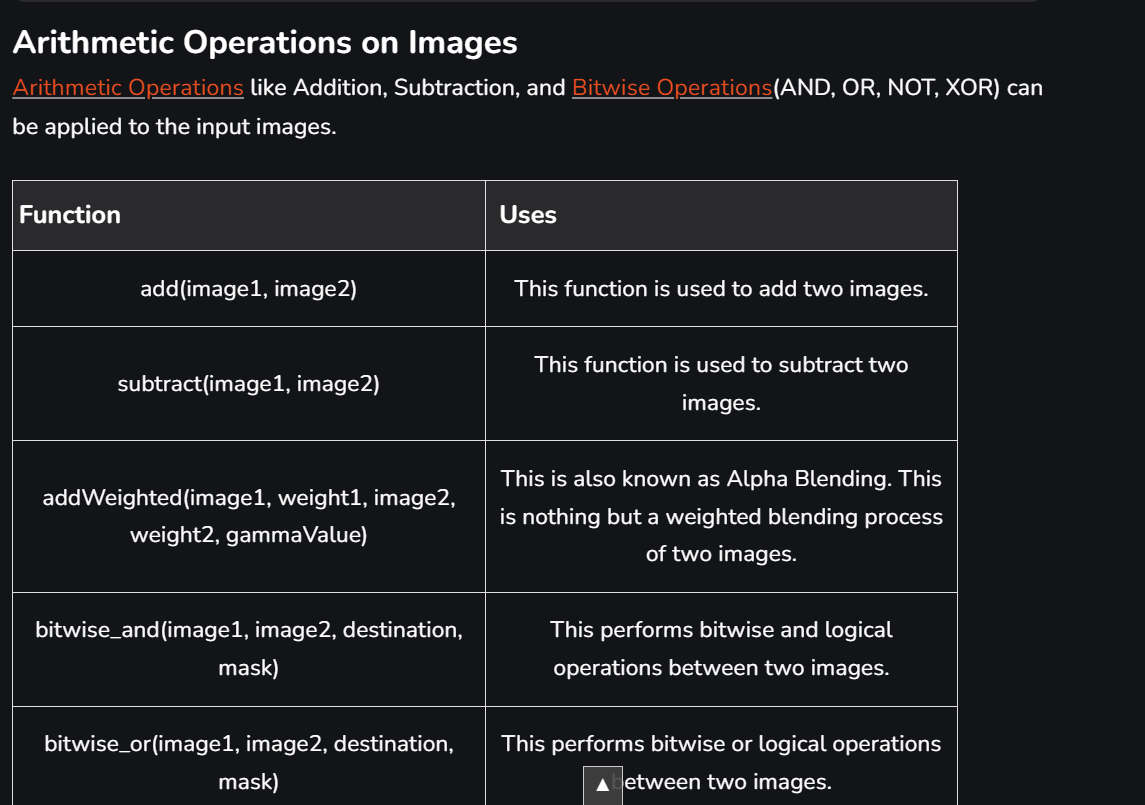 Arithmetic Operations on Images
Arithmetic Operations like Addition, Subtraction, and Bitwise Operations(AND, OR, NOT, XOR) can
be applied to the input images.
Function
Uses
add(image1, image2)
This function is used to add two images.
subtract(image1, image2)
This function is used to subtract two
images.
addWeighted(image1, weight1, image2,
weight2, gammaValue)
This is also known as Alpha Blending. This
is nothing but a weighted blending process
of two images.
bitwise_and(image1, image2, destination,
mask)
This performs bitwise and logical
operations between two images.
bitwise_or(image1, image2, destination,
mask)
This performs bitwise or logical operations
between two images.